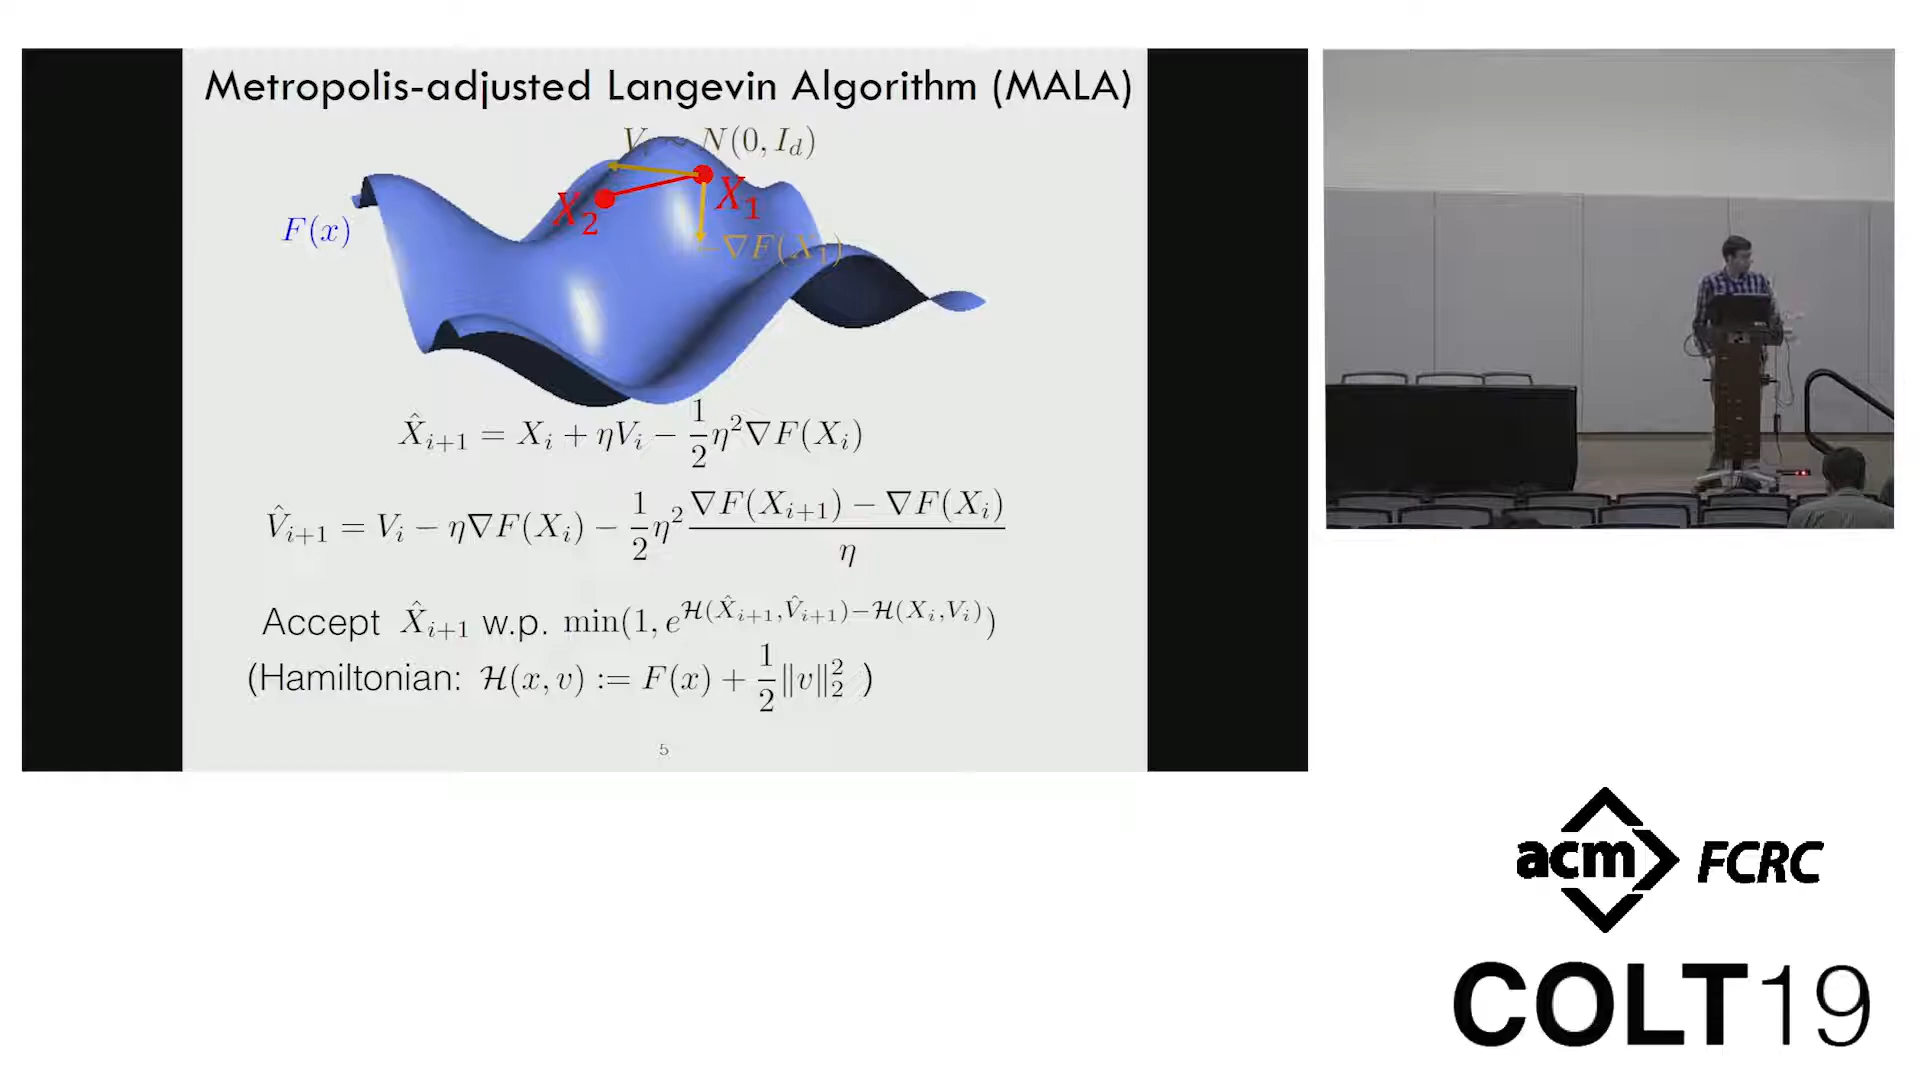 Metropolis-adjusted Langevin Algorithm (MALA)
N(0, I_d)
F(x)
X_2
X_1
-∇F(X_1)
X̂_{i+1} = X_i + ηV_i − 1/2 η²∇F(X_i)
V̂_{i+1} = V_i − η∇F(X_i) − 1/2 η² (∇F(X_{i+1}) − ∇F(X_i))/η
Accept X̂_{i+1} w.p. min(1, e^{ℋ(X̂_{i+1},V̂_{i+1})−ℋ(X_i,V_i)})
(Hamiltonian: ℋ(x, v) := F(x) + 1/2 ‖v‖₂² )
5
acm FCRC
COLT19